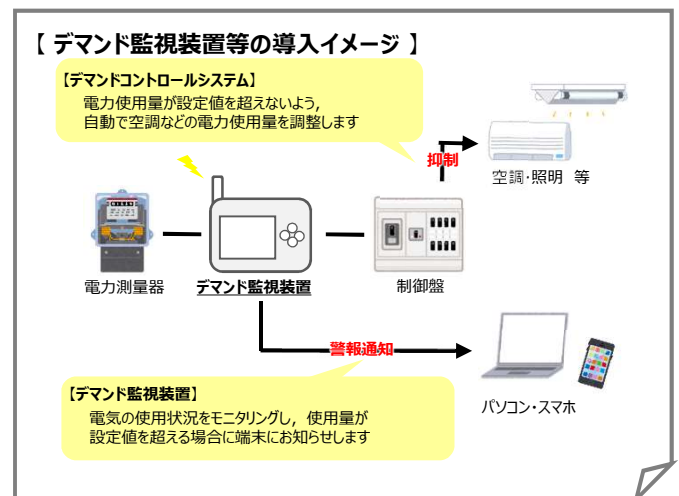 【 デマンド監視装置等の導入イメージ 】
【デマンドコントロールシステム】
電力使用量が設定値を超えないよう，
自動で空調などの電力使用量を調整します
抑制
空調･照明 等
電力測量器
デマンド監視装置
制御盤
警報通知
【デマンド監視装置】
電気の使用状況をモニタリングし，使用量が
設定値を超える場合に端末にお知らせします
パソコン・スマホ